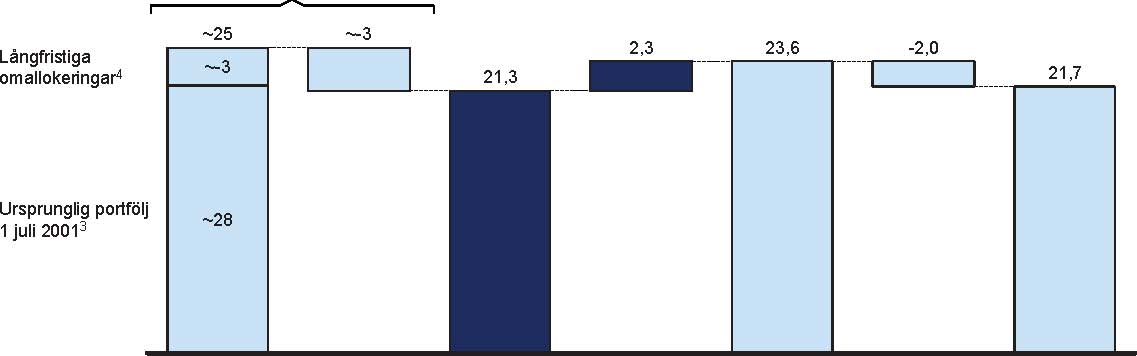 ~25
~-3
2,3
23,6
-2,0
Långfristiga
omallokeringar4
~-3
21,3
21,7
Ursprunglig portfölj
1 juli 20013
~28